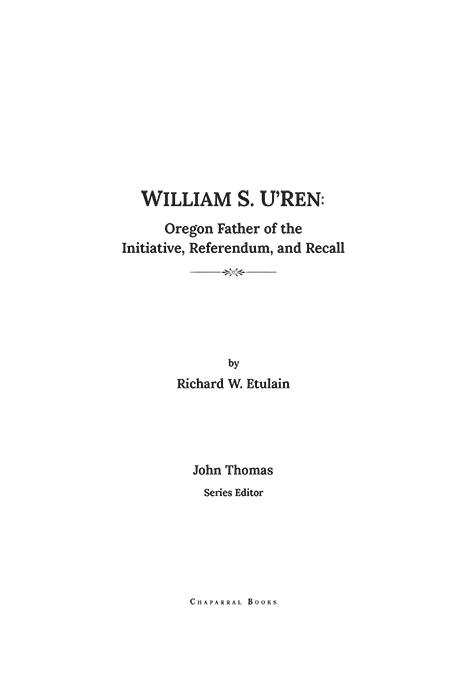 WILLIAM S. U’REN:
Oregon Father of the
Initiative, Referendum, and Recall
by
Richard W. Etulain
John Thomas
Series Editor
CHAPARRAL BOOKS